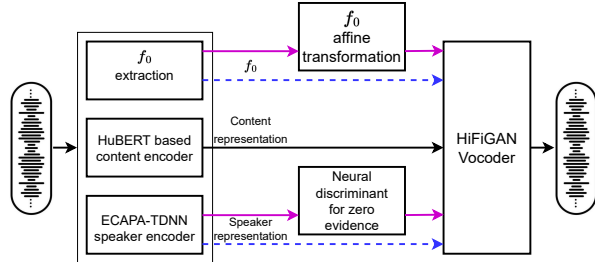 f₀
affine
transformation
f₀
extraction
f₀
HuBERT based
content encoder
Content
representation
HiFiGAN
Vocoder
Neural
discriminant
for zero
evidence
ECAPA-TDNN
speaker encoder
Speaker
representation